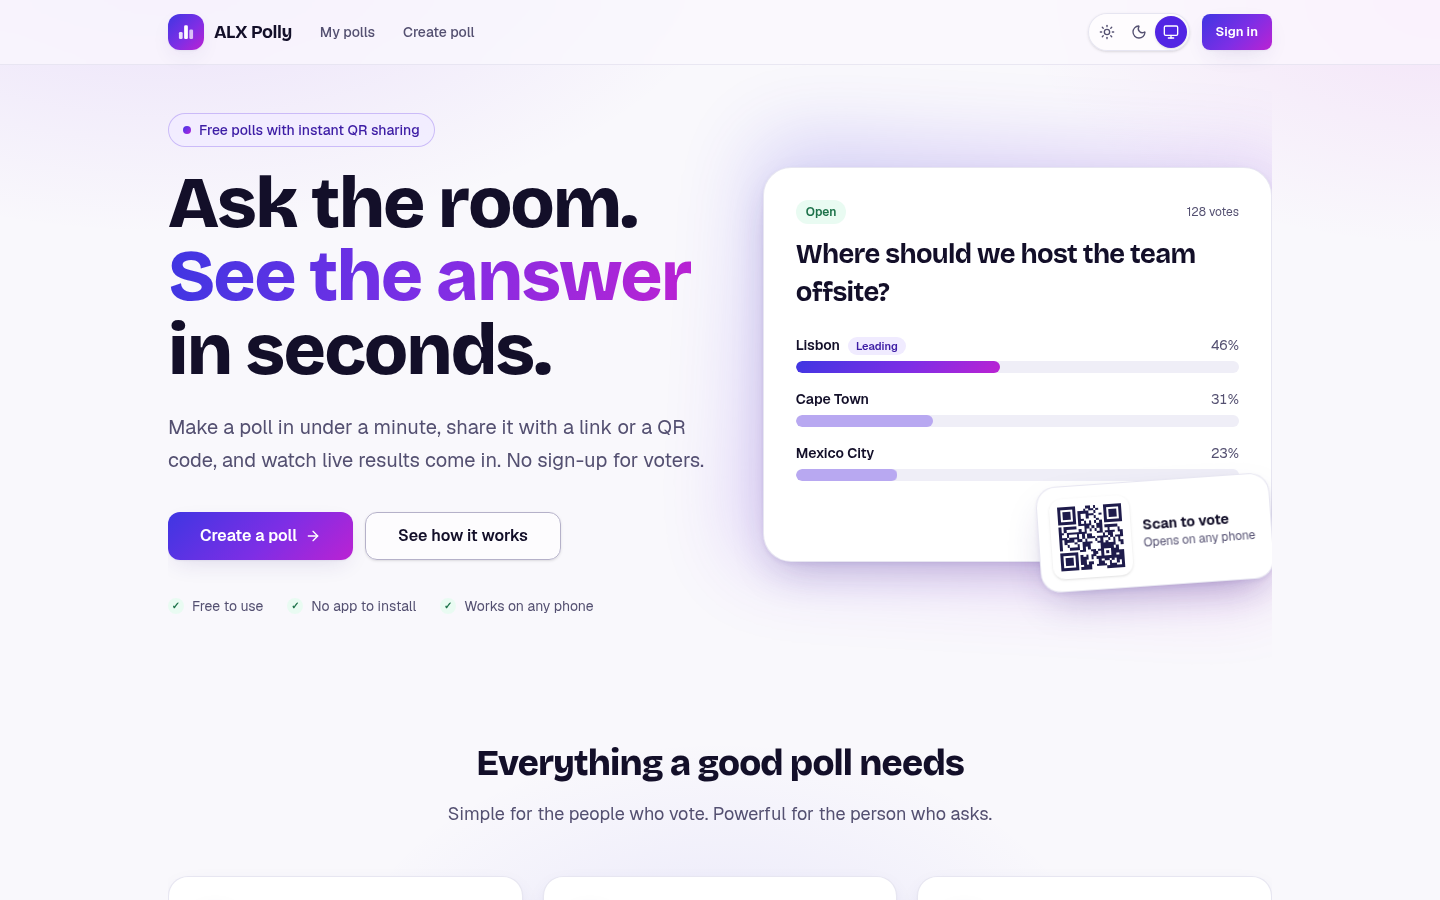 ALX Polly
My polls
Create poll
Sign in
Free polls with instant QR sharing
Ask the room.
See the answer
in seconds.
Make a poll in under a minute, share it with a link or a QR
code, and watch live results come in. No sign-up for voters.
Create a poll →
See how it works
✓ Free to use
✓ No app to install
✓ Works on any phone
Open
128 votes
Where should we host the team
offsite?
Lisbon Leading 46%
Cape Town 31%
Mexico City 23%
Scan to vote
Opens on any phone
Everything a good poll needs
Simple for the people who vote. Powerful for the person who asks.